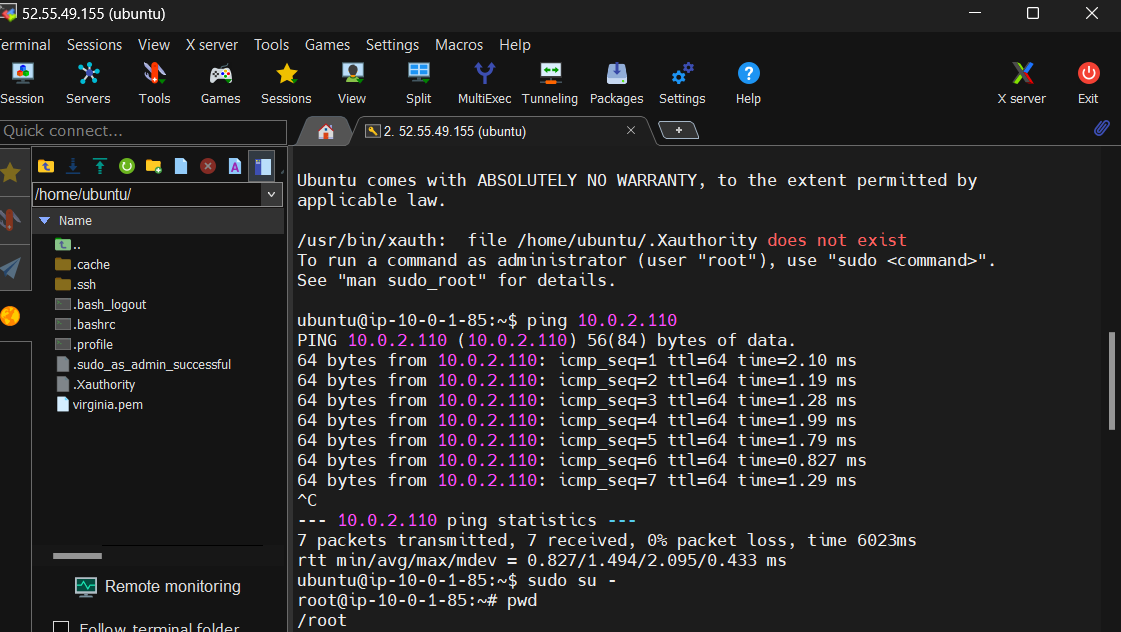 52.55.49.155 (ubuntu)
Terminal Sessions View X server Tools Games Settings Macros Help
Session Servers Tools Games Sessions View Split MultiExec Tunneling Packages Settings Help X server Exit
Quick connect...
2. 52.55.49.155 (ubuntu)
/home/ubuntu/
Name
..
.cache
.ssh
.bash_logout
.bashrc
.profile
.sudo_as_admin_successful
.Xauthority
virginia.pem
Remote monitoring
Follow terminal folder
Ubuntu comes with ABSOLUTELY NO WARRANTY, to the extent permitted by
applicable law.
/usr/bin/xauth:  file /home/ubuntu/.Xauthority does not exist
To run a command as administrator (user "root"), use "sudo <command>".
See "man sudo_root" for details.
ubuntu@ip-10-0-1-85:~$ ping 10.0.2.110
PING 10.0.2.110 (10.0.2.110) 56(84) bytes of data.
64 bytes from 10.0.2.110: icmp_seq=1 ttl=64 time=2.10 ms
64 bytes from 10.0.2.110: icmp_seq=2 ttl=64 time=1.19 ms
64 bytes from 10.0.2.110: icmp_seq=3 ttl=64 time=1.28 ms
64 bytes from 10.0.2.110: icmp_seq=4 ttl=64 time=1.99 ms
64 bytes from 10.0.2.110: icmp_seq=5 ttl=64 time=1.79 ms
64 bytes from 10.0.2.110: icmp_seq=6 ttl=64 time=0.827 ms
64 bytes from 10.0.2.110: icmp_seq=7 ttl=64 time=1.29 ms
^C
--- 10.0.2.110 ping statistics ---
7 packets transmitted, 7 received, 0% packet loss, time 6023ms
rtt min/avg/max/mdev = 0.827/1.494/2.095/0.433 ms
ubuntu@ip-10-0-1-85:~$ sudo su -
root@ip-10-0-1-85:~# pwd
/root